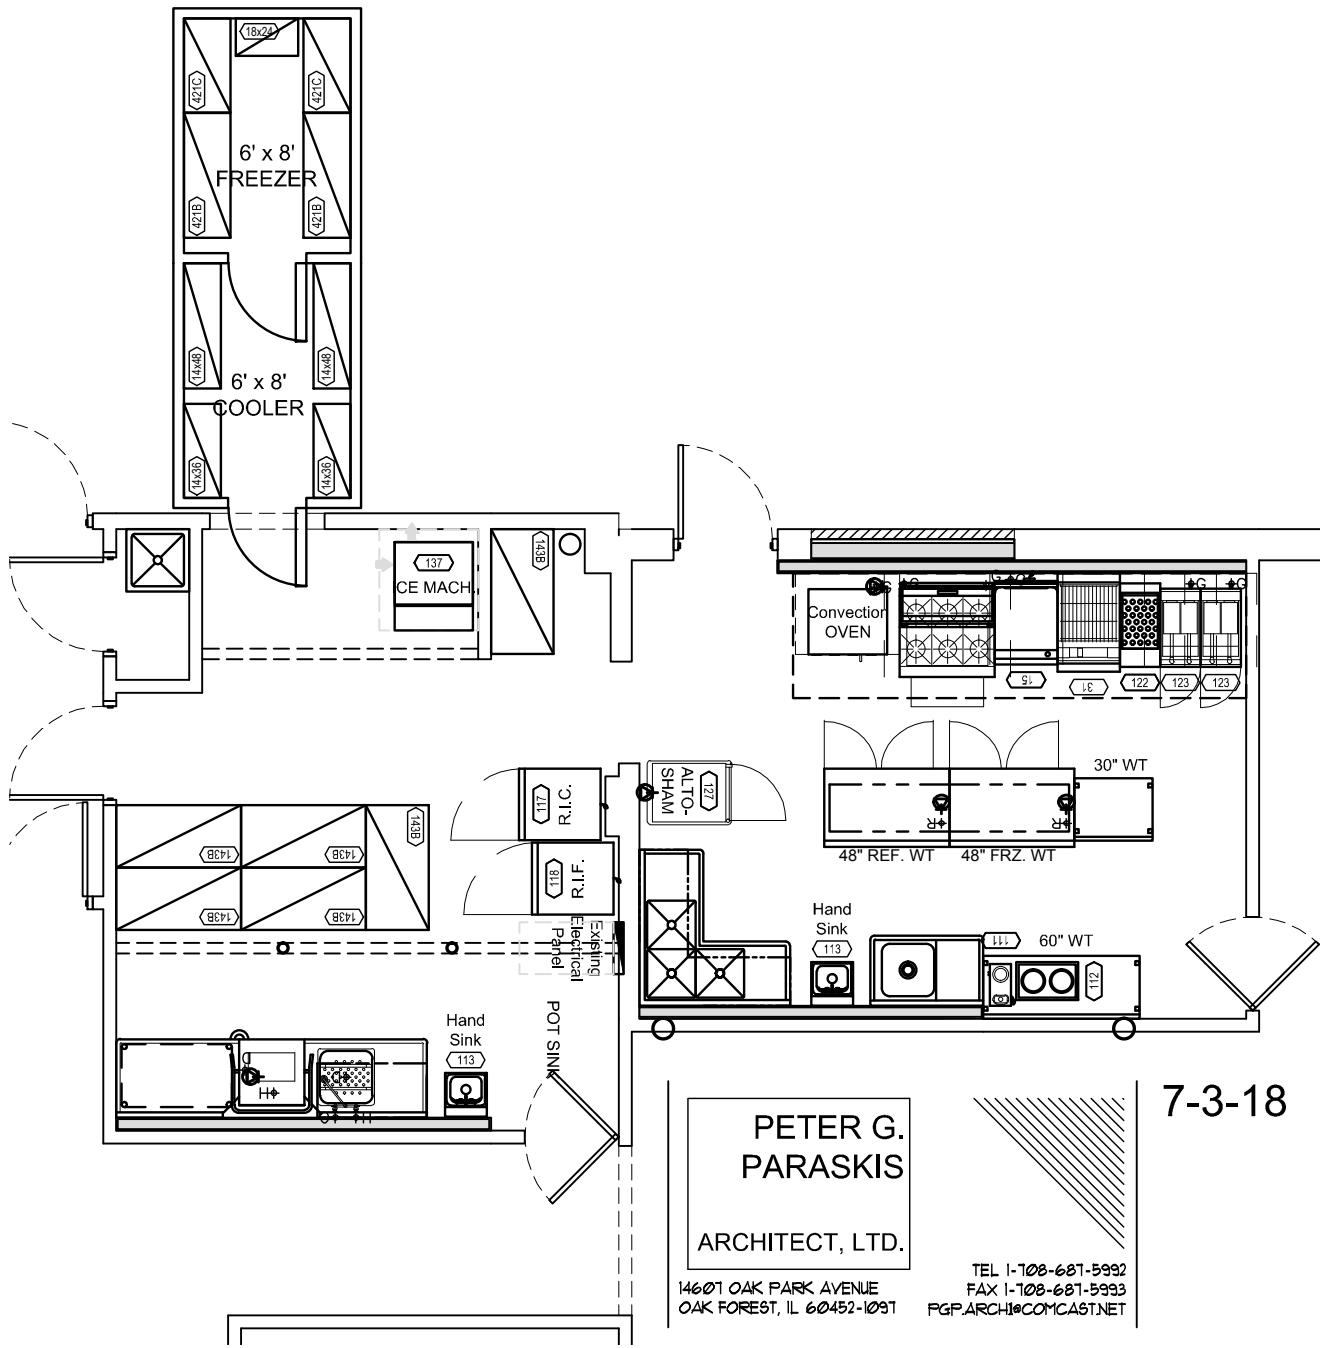 18x24
421C
421C
6' x 8'
FREEZER
421B
421B
14x48
14x48
6' x 8'
COOLER
14x36
14x36
137
CE MACH.
143B
Convection
OVEN
G
G
G
G
15
31
122
123
123
ALTO-
SHAM
127
30" WT
R
R
48" REF. WT
48" FRZ. WT
117
R.I.C.
118
R.I.F.
143B
143B
143B
143B
143B
Existing
Electrical
Panel
Hand
Sink
113
111
60" WT
112
POT SINK
Hand
Sink
113
H
C
H
7-3-18
PETER G.
PARASKIS
ARCHITECT, LTD.
14607 OAK PARK AVENUE
OAK FOREST, IL 60452-1097
TEL 1-708-687-5992
FAX 1-708-687-5993
PGP.ARCHI@COMCAST.NET